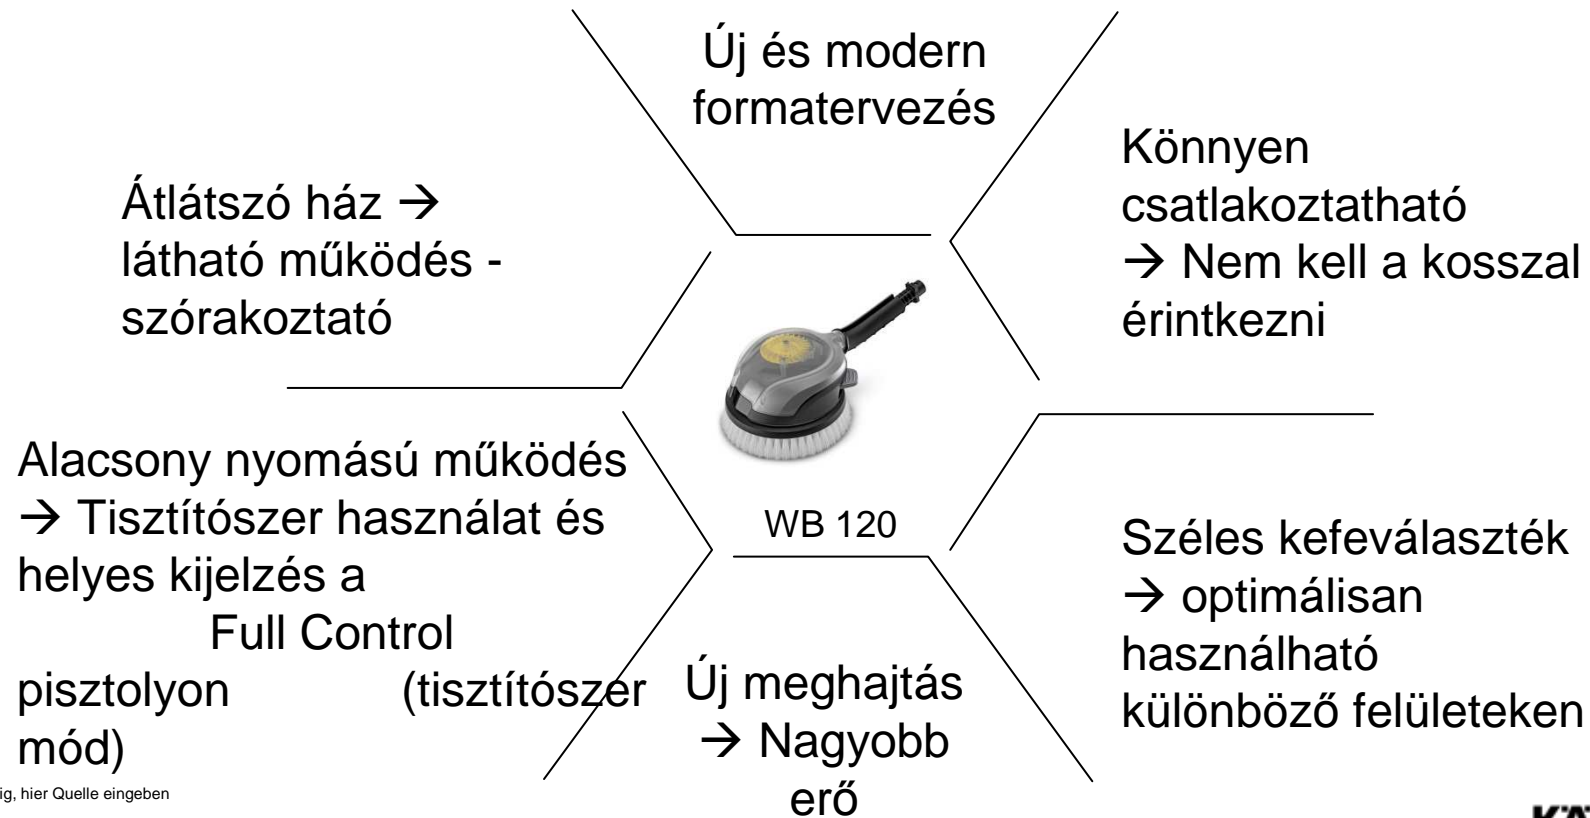 Új és modern
formatervezés
Könnyen
csatlakoztatható
→ Nem kell a kosszal
érintkezni
Átlátszó ház →
látható működés -
szórakoztató
Alacsony nyomású működés
→ Tisztítószer használat és
helyes kijelzés a
Full Control
pisztolyon (tisztítószer
mód)
WB 120
Széles kefeválaszték
→ optimálisan
használható
különböző felületeken
Új meghajtás
→ Nagyobb
erő
hier Quelle eingeben